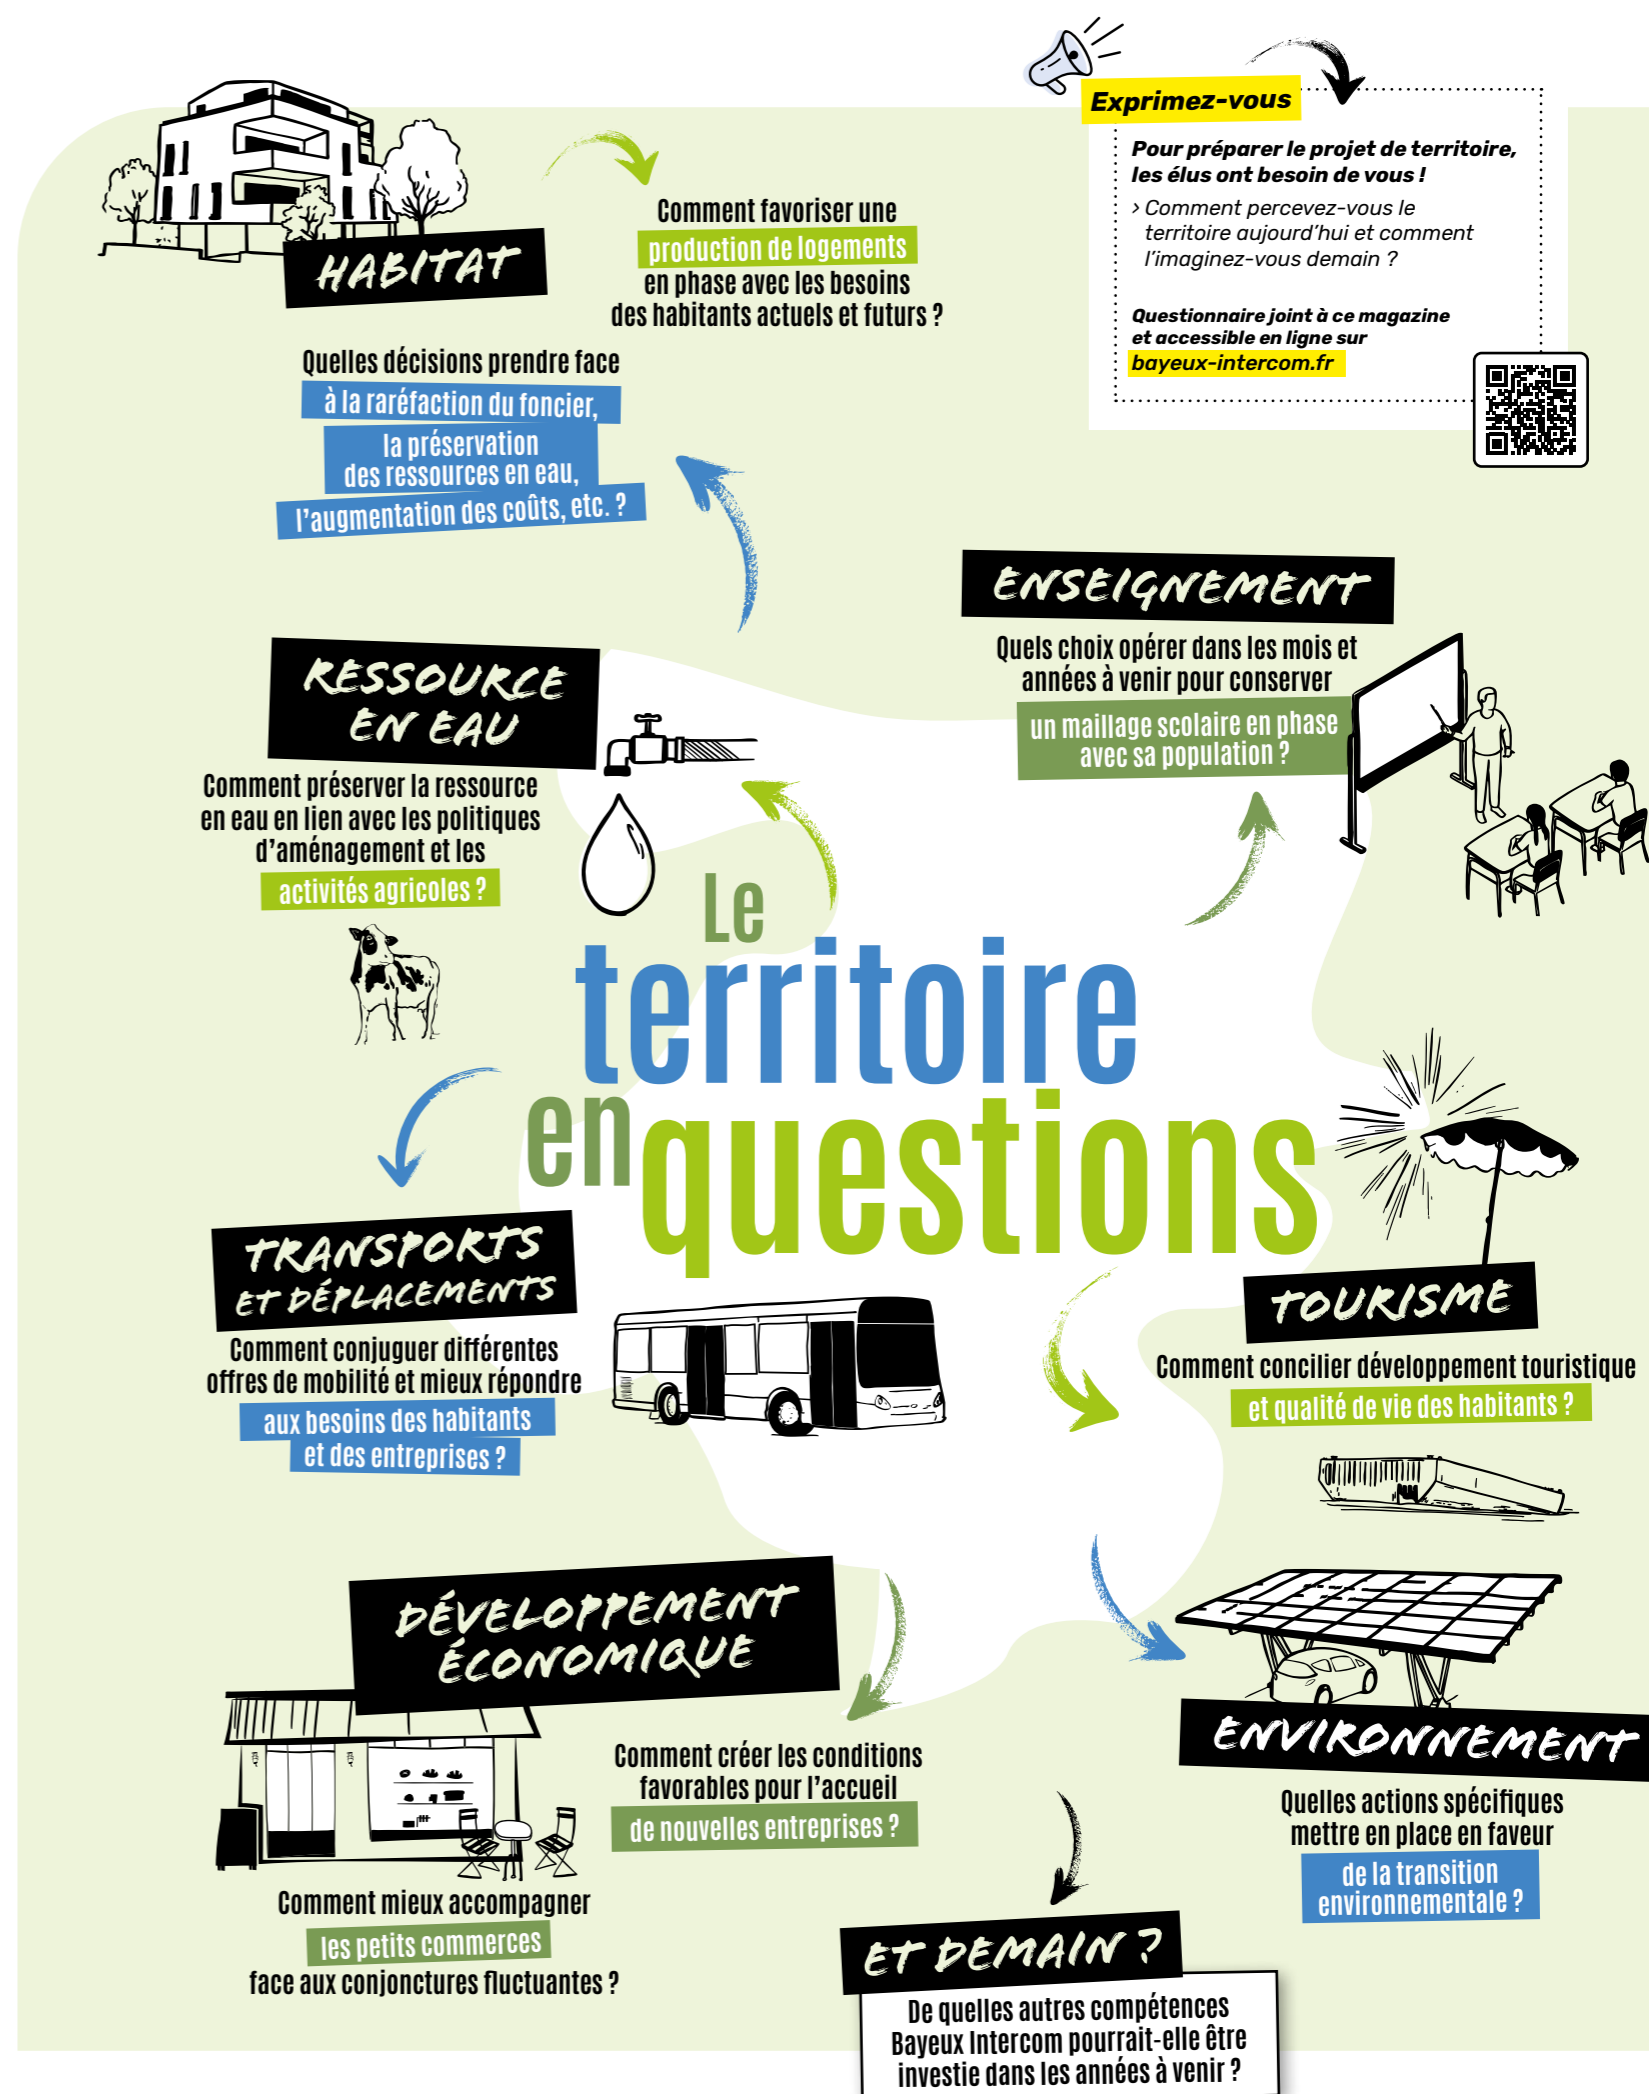 Exprimez-vous
Pour préparer le projet de territoire,
les élus ont besoin de vous !
› Comment percevez-vous le
territoire aujourd’hui et comment
l’imaginez-vous demain ?
Questionnaire joint à ce magazine
et accessible en ligne sur
bayeux-intercom.fr
HABITAT
Comment favoriser une
production de logements
en phase avec les besoins
des habitants actuels et futurs ?
Quelles décisions prendre face
à la raréfaction du foncier,
la préservation
des ressources en eau,
l’augmentation des coûts, etc. ?
ENSEIGNEMENT
Quels choix opérer dans les mois et
années à venir pour conserver
un maillage scolaire en phase
avec sa population ?
RESSOURCE
EN EAU
Comment préserver la ressource
en eau en lien avec les politiques
d’aménagement et les
activités agricoles ?
Le
territoire
en questions
TRANSPORTS
ET DÉPLACEMENTS
Comment conjuguer différentes
offres de mobilité et mieux répondre
aux besoins des habitants
et des entreprises ?
TOURISME
Comment concilier développement touristique
et qualité de vie des habitants ?
DÉVELOPPEMENT
ÉCONOMIQUE
Comment créer les conditions
favorables pour l’accueil
de nouvelles entreprises ?
Comment mieux accompagner
les petits commerces
face aux conjonctures fluctuantes ?
ENVIRONNEMENT
Quelles actions spécifiques
mettre en place en faveur
de la transition
environnementale ?
ET DEMAIN ?
De quelles autres compétences
Bayeux Intercom pourrait-elle être
investie dans les années à venir ?